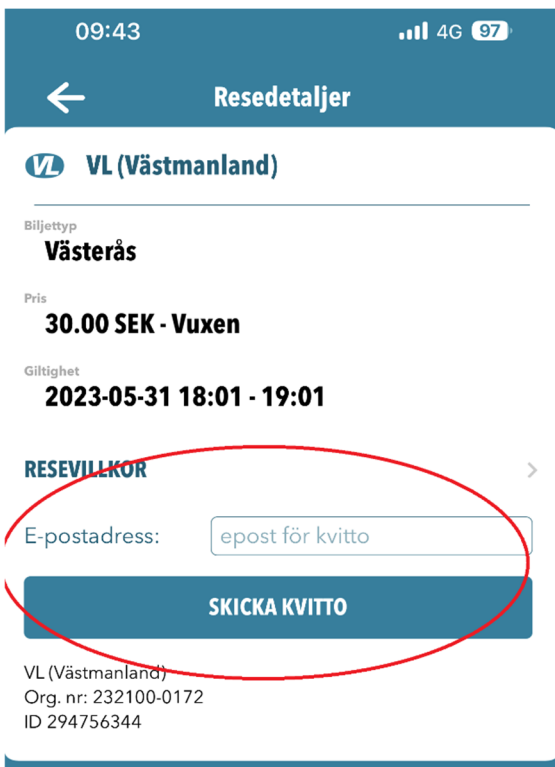 09:43
4G 97
Resedetaljer
VL VL (Västmanland)
Biljettyp
Västerås
Pris
30.00 SEK - Vuxen
Giltighet
2023-05-31 18:01 - 19:01
RESEVILLKOR
E-postadress: epost för kvitto
SKICKA KVITTO
VL (Västmanland)
Org. nr: 232100-0172
ID 294756344